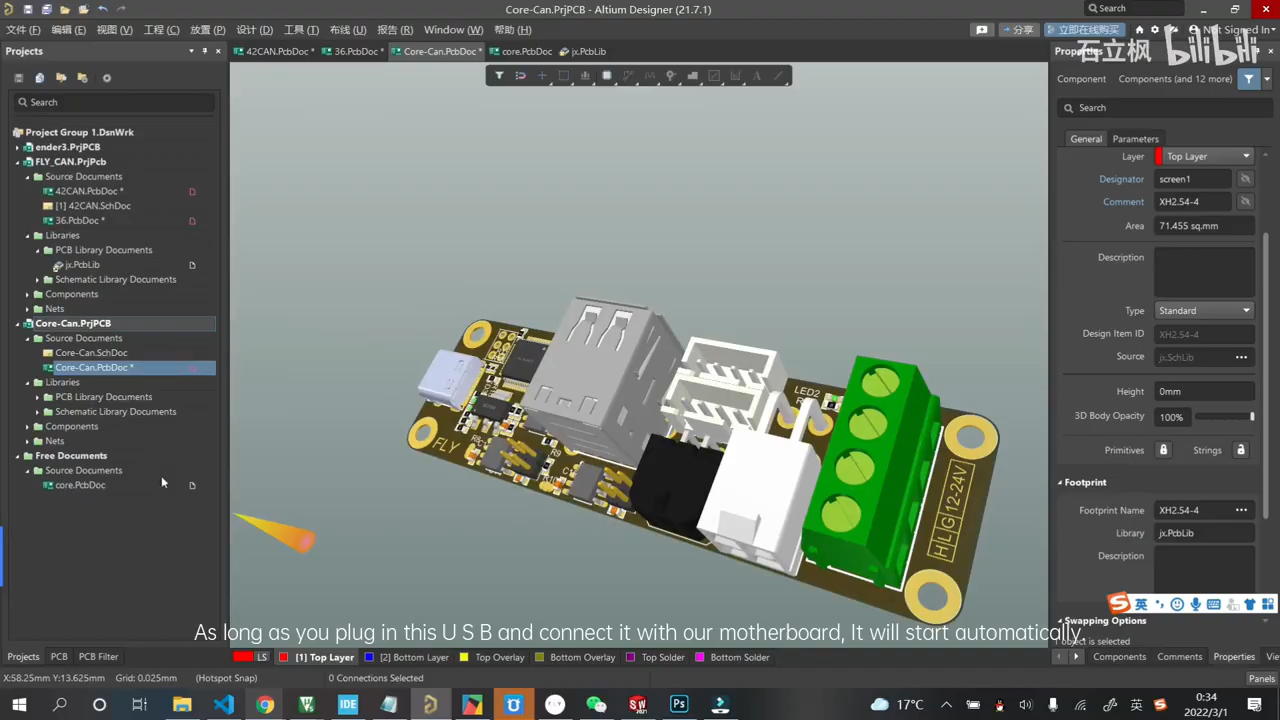 Core-Can.PrjPCB - Altium Designer (21.7.1)
Search
文件 (F) 编辑 (E) 视图 (V) 工程 (C) 放置 (P) 设计 (D) 工具 (T) 布线 (U) 报告 (R) Window (W) 帮助 (H)
分享 立即在线购买 Not Signed In
石立枫 bilibili
Projects
42CAN.PcbDoc * 36.PcbDoc * Core-Can.PcbDoc * core.PcbDoc jx.PcbLib
Properties
Component Components (and 12 more)
Search
Search
Project Group 1.DsnWrk
ender3.PrjPCB
FLY_CAN.PrjPcb
Source Documents
42CAN.PcbDoc *
[1] 42CAN.SchDoc
36.PcbDoc *
Libraries
PCB Library Documents
jx.PcbLib
Schematic Library Documents
Components
Nets
Core-Can.PrjPCB
Source Documents
Core-Can.SchDoc
Core-Can.PcbDoc *
Libraries
PCB Library Documents
Schematic Library Documents
Components
Nets
Free Documents
Source Documents
core.PcbDoc
LED2
R9
FLY
H L G 12-24V
General Parameters
Layer Top Layer
Designator screen1
Comment XH2.54-4
Area 71.455 sq.mm
Description
Type Standard
Design Item ID XH2.54-4
Source jx.SchLib
Height 0mm
3D Body Opacity 100%
Primitives Strings
Footprint
Footprint Name XH2.54-4
Library jx.PcbLib
Description
英
Swapping Options
object is selected
As long as you plug in this U S B and connect it with our motherboard, It will start automatically.
Projects PCB PCB Filter
LS [1] Top Layer [2] Bottom Layer Top Overlay Bottom Overlay Top Solder Bottom Solder
Components Comments Properties
X:58.25mm Y:13.625mm Grid: 0.025mm (Hotspot Snap) 0 Connections Selected
Panels
IDE
Ps
17°C
英
0:34
2022/3/1